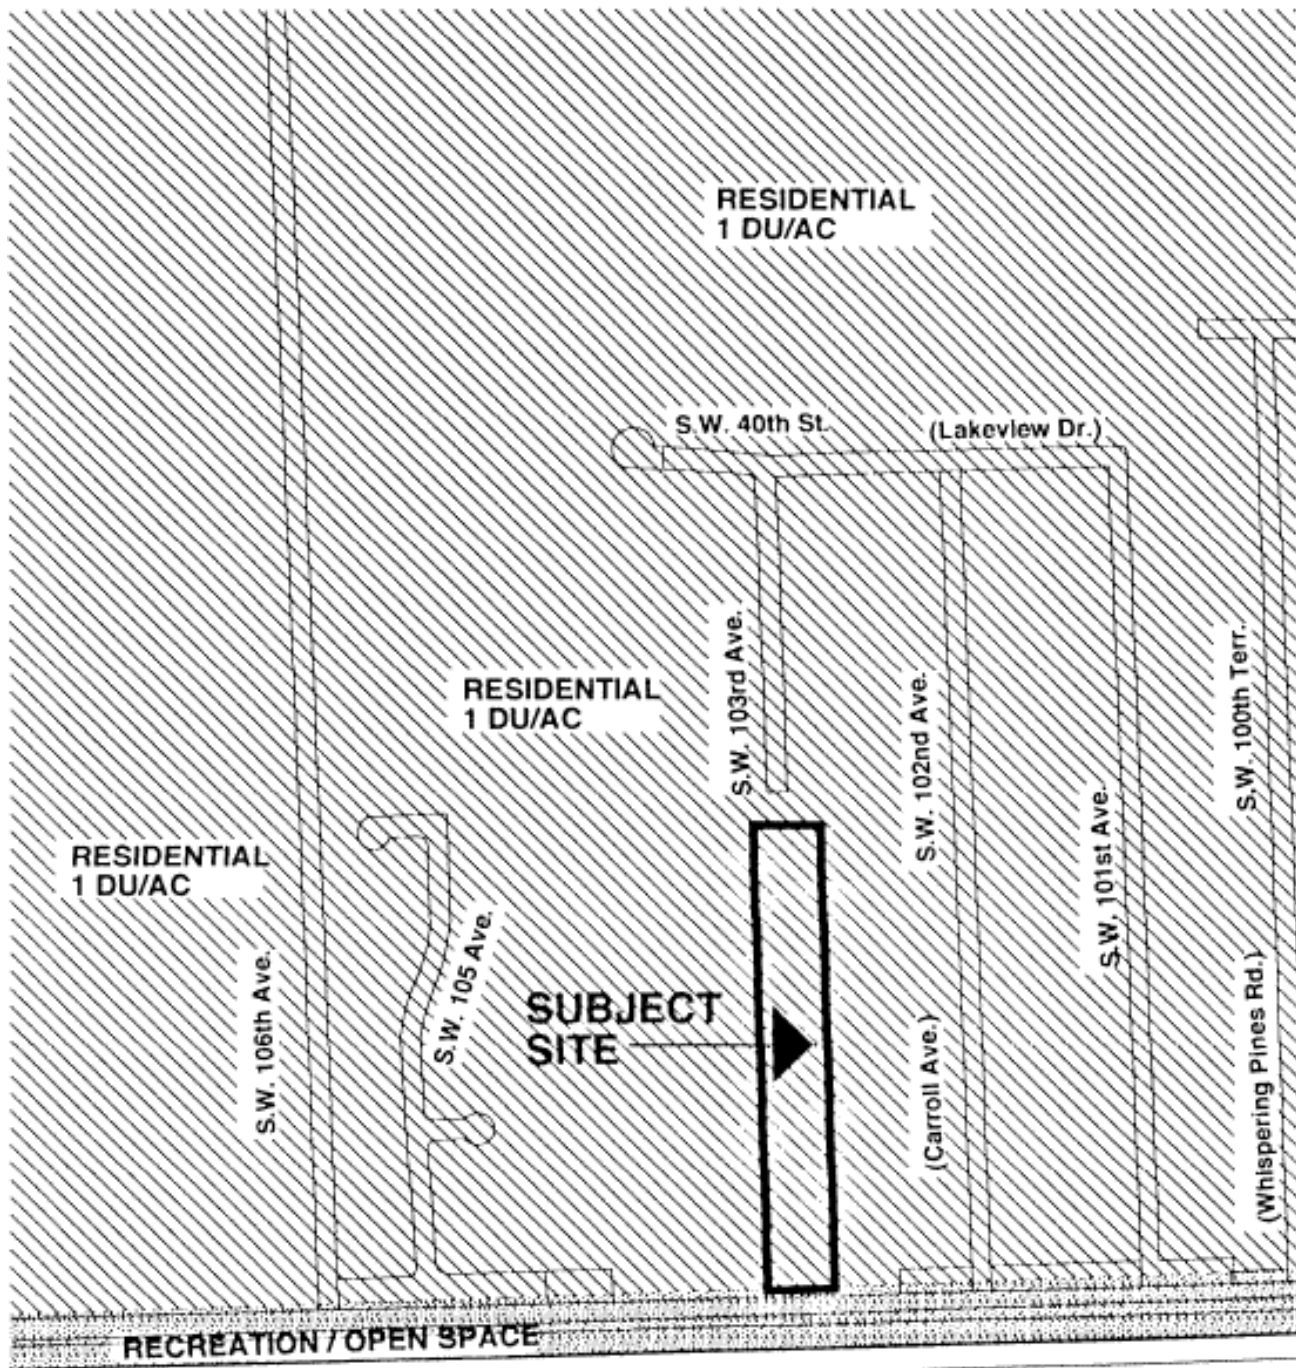 RESIDENTIAL
1 DU/AC
S.W. 40th St.
(Lakeview Dr.)
S.W. 103rd Ave.
S.W. 102nd Ave.
S.W. 100th Terr.
RESIDENTIAL
1 DU/AC
S.W. 101st Ave.
RESIDENTIAL
1 DU/AC
S.W. 106th Ave.
S.W. 105 Ave.
SUBJECT
SITE
(Carroll Ave.)
(Whispering Pines Rd.)
RECREATION / OPEN SPACE